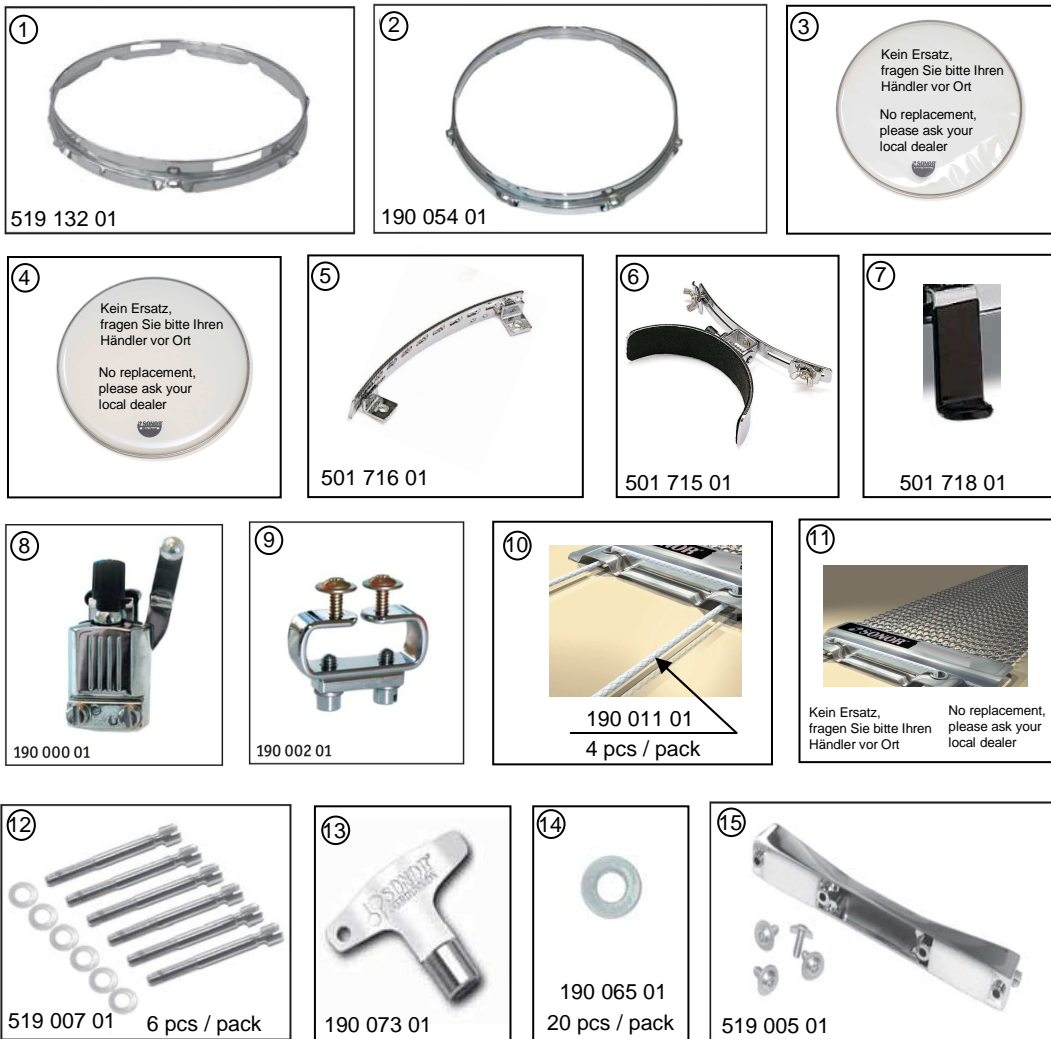 1
519 132 01
2
190 054 01
3
Kein Ersatz,
fragen Sie bitte Ihren
Händler vor Ort
No replacement,
please ask your
local dealer
SONOR
4
Kein Ersatz,
fragen Sie bitte Ihren
Händler vor Ort
No replacement,
please ask your
local dealer
SONOR
5
501 716 01
6
501 715 01
7
501 718 01
8
190 000 01
9
190 002 01
10
SONOR
190 011 01
4 pcs / pack
11
SONOR
Kein Ersatz,
fragen Sie bitte Ihren
Händler vor Ort
No replacement,
please ask your
local dealer
12
519 007 01 6 pcs / pack
13
SONOR
190 073 01
14
190 065 01
20 pcs / pack
15
519 005 01